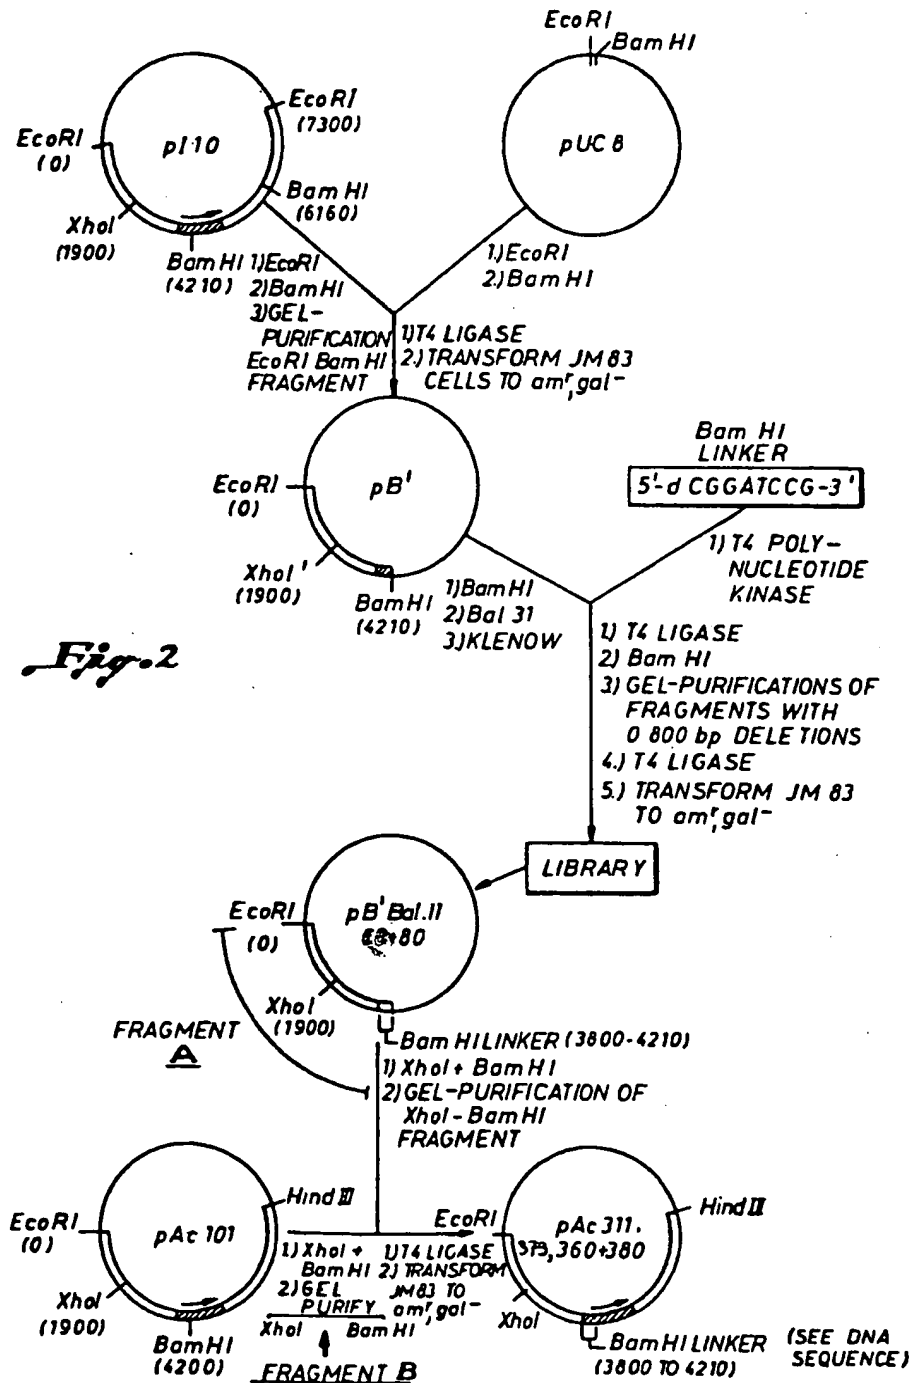 EcoRI
BamHI
EcoRI
(7300)
EcoRI
(0)
pI10
pUC 8
BamHI
(6160)
XhoI
(1900)
BamHI
(4210)
1)EcoRI
2)BamHI
3)GEL-
PURIFICATION
EcoRI BamHI
FRAGMENT
1.)EcoRI
2.)BamHI
1)T4 LIGASE
2.)TRANSFORM JM 83
CELLS TO amʳ, gal⁻
Bam HI
LINKER
5'-d CGGATCCG-3'
EcoRI
(0)
pB'
XhoI'
(1900)
BamHI
(4210)
1)BamHI
2)Bal 31
3.)KLENOW
1) T4 POLY-
NUCLEOTIDE
KINASE
Fig.2
1) T4 LIGASE
2) Bam HI
3) GEL-PURIFICATIONS OF
FRAGMENTS WITH
0 800 bp DELETIONS
4.) T4 LIGASE
5.) TRANSFORM JM 83
TO amʳ, gal⁻
LIBRARY
EcoRI
(0)
pB' Bal.11
+80
XhoI
(1900)
FRAGMENT
A
BamHI LINKER (3800-4210)
1) XhoI + BamHI
2) GEL-PURIFICATION OF
XhoI-BamHI
FRAGMENT
EcoRI
(0)
pAc 101
Hind III
XhoI
(1900)
BamHI
(4200)
1) XhoI +
BamHI
2) GEL
PURIFY
XhoI BamHI
FRAGMENT B
1)T4 LIGASE
2) TRANSFORM
JM83 TO
amʳ, gal⁻
EcoRI
pAc 311.
373, 360+380
Hind III
XhoI
BamHI LINKER
(3800 TO 4210)
(SEE DNA
SEQUENCE)